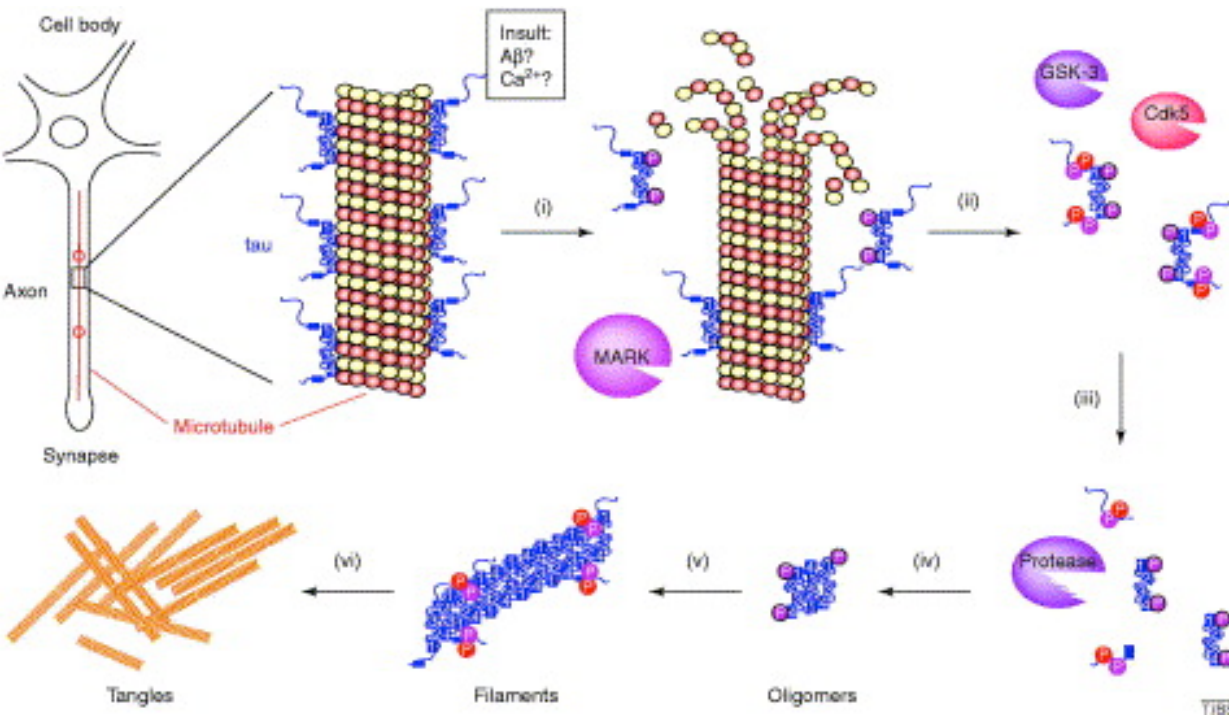 Cell body
Insult:
Aβ?
Ca2+?
GSK-3
Cdk5
P
P
P
P
P
P
P
P
P
P
P
P
(i)
(ii)
tau
Axon
MARK
(iii)
Microtubule
Synapse
P
P
P
P
P
P
P
P
P
(vi)
(v)
(iv)
Protease
P
P
P
P
P
P
P
P
P
Tangles
Filaments
Oligomers